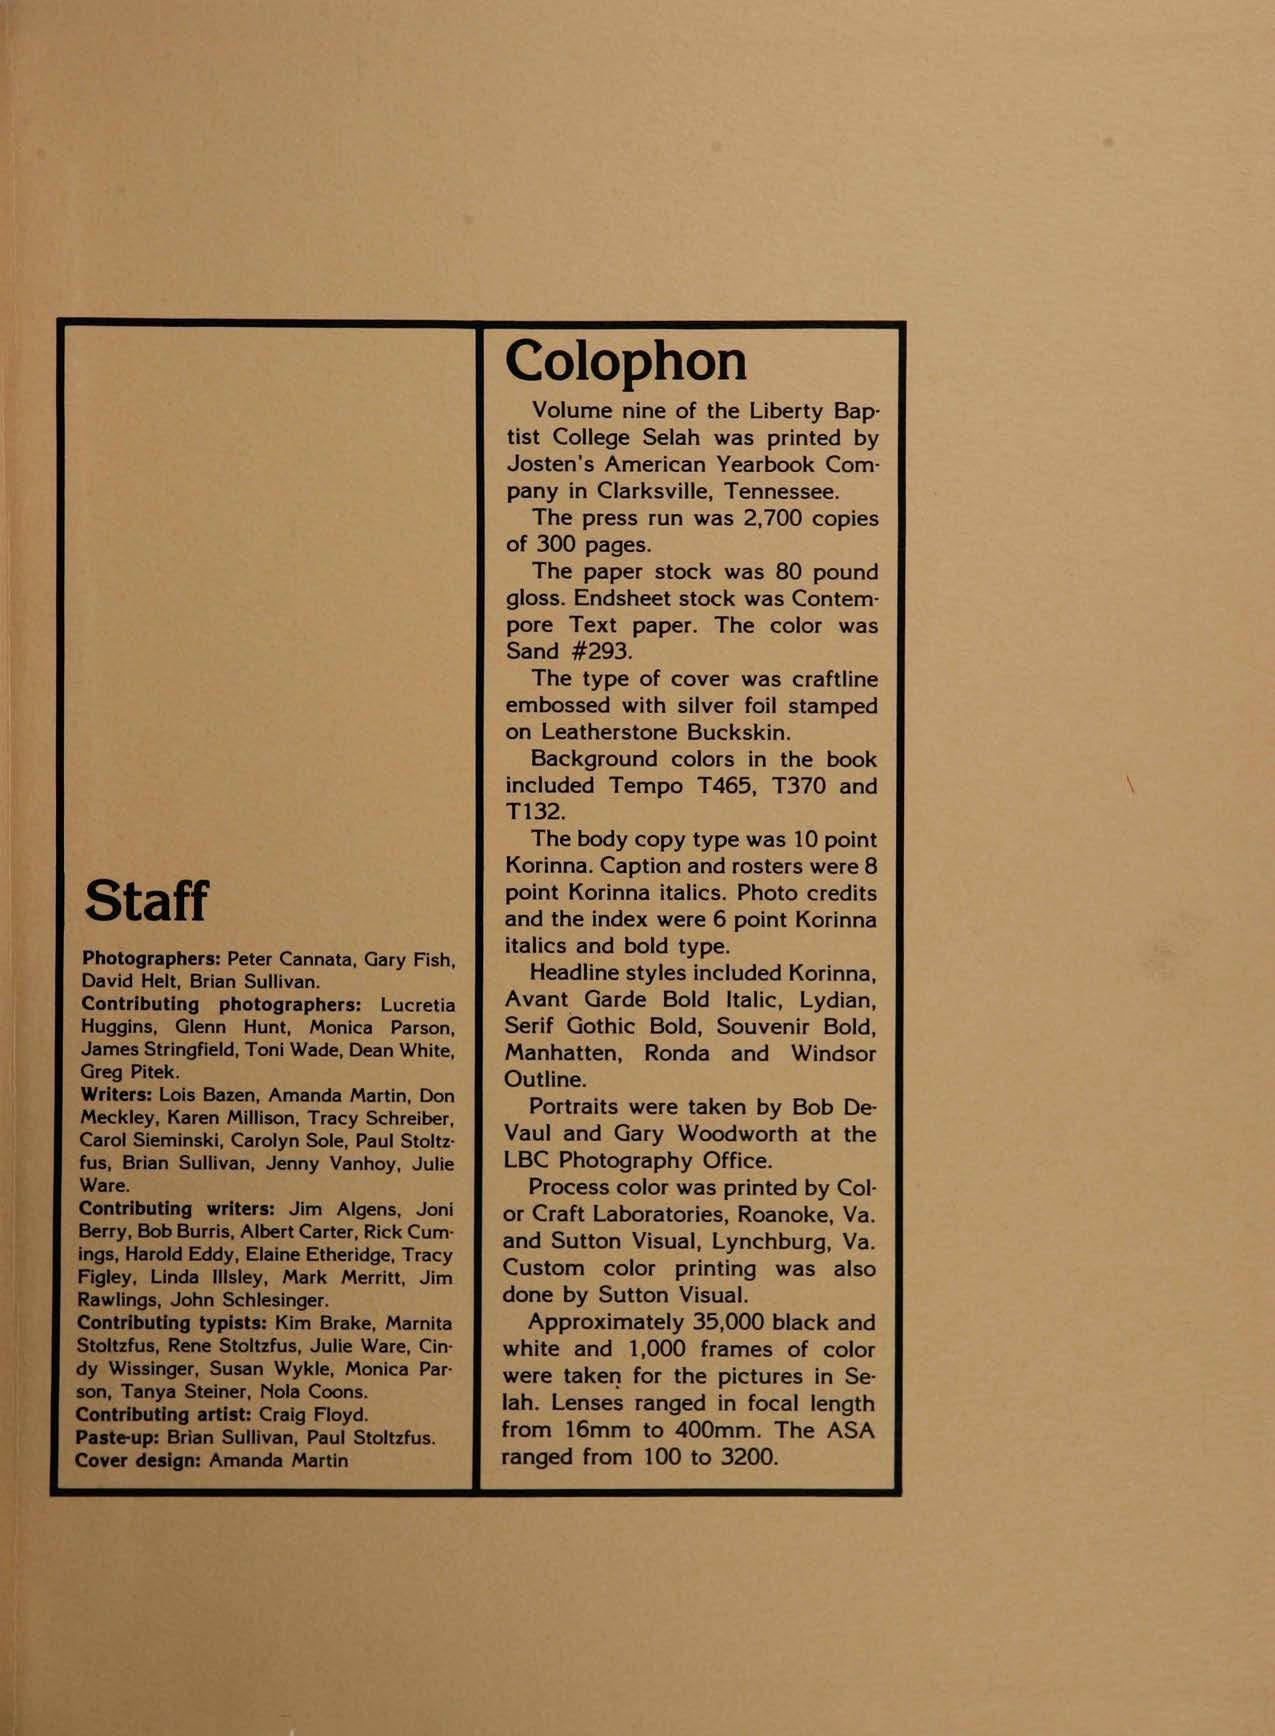 Staff
Photographers: Peter Cannata, Gary Fish,
David Helt, Brian Sullivan.
Contributing photographers: Lucretia
Huggins, Glenn Hunt, Monica Parson,
James Stringfield, Toni Wade, Dean White,
Greg Pitek.
Writers: Lois Bazen, Amanda Martin, Don
Meckley, Karen Millison, Tracy Schreiber,
Carol Sieminski, Carolyn Sole, Paul Stoltz-
fus, Brian Sullivan, Jenny Vanhoy, Julie
Ware.
Contributing writers: Jim Algens, Joni
Berry, Bob Burris, Albert Carter, Rick Cum-
ings, Harold Eddy, Elaine Etheridge, Tracy
Figley, Linda Illsley, Mark Merritt, Jim
Rawlings, John Schlesinger.
Contributing typists: Kim Brake, Marnita
Stoltzfus, Rene Stoltzfus, Julie Ware, Cin-
dy Wissinger, Susan Wykle, Monica Par-
son, Tanya Steiner, Nola Coons.
Contributing artist: Craig Floyd.
Paste-up: Brian Sullivan, Paul Stoltzfus.
Cover design: Amanda Martin
Colophon
Volume nine of the Liberty Bap-
tist College Selah was printed by
Josten's American Yearbook Com-
pany in Clarksville, Tennessee.
The press run was 2,700 copies
of 300 pages.
The paper stock was 80 pound
gloss. Endsheet stock was Contem-
pore Text paper. The color was
Sand #293.
The type of cover was craftline
embossed with silver foil stamped
on Leatherstone Buckskin.
Background colors in the book
included Tempo T465, T370 and
T132.
The body copy type was 10 point
Korinna. Caption and rosters were 8
point Korinna italics. Photo credits
and the index were 6 point Korinna
italics and bold type.
Headline styles included Korinna,
Avant Garde Bold Italic, Lydian,
Serif Gothic Bold, Souvenir Bold,
Manhatten, Ronda and Windsor
Outline.
Portraits were taken by Bob De-
Vaul and Gary Woodworth at the
LBC Photography Office.
Process color was printed by Col-
or Craft Laboratories, Roanoke, Va.
and Sutton Visual, Lynchburg, Va.
Custom color printing was also
done by Sutton Visual.
Approximately 35,000 black and
white and 1,000 frames of color
were taken for the pictures in Se-
lah. Lenses ranged in focal length
from 16mm to 400mm. The ASA
ranged from 100 to 3200.